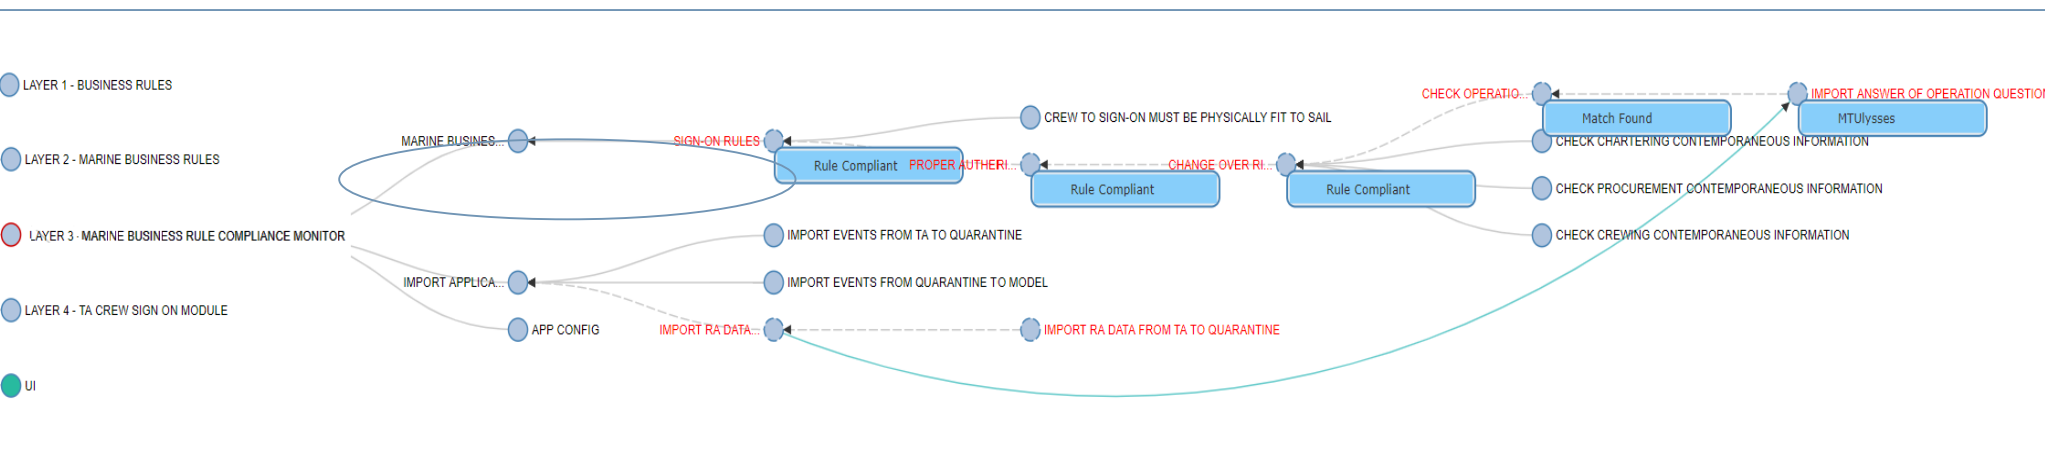 LAYER 1 - BUSINESS RULES
LAYER 2 - MARINE BUSINESS RULES
LAYER 3 - MARINE BUSINESS RULE COMPLIANCE MONITOR
LAYER 4 - TA CREW SIGN ON MODULE
UI
MARINE BUSINES...
IMPORT APPLICA...
APP CONFIG
SIGN-ON RULES
Rule Compliant
IMPORT EVENTS FROM TA TO QUARANTINE
IMPORT EVENTS FROM QUARANTINE TO MODEL
IMPORT RA DATA...
CREW TO SIGN-ON MUST BE PHYSICALLY FIT TO SAIL
PROPER AUTHERI...
Rule Compliant
IMPORT RA DATA FROM TA TO QUARANTINE
CHANGE OVER RI...
Rule Compliant
CHECK OPERATIO...
Match Found
CHECK CHARTERING CONTEMPORANEOUS INFORMATION
CHECK PROCUREMENT CONTEMPORANEOUS INFORMATION
CHECK CREWING CONTEMPORANEOUS INFORMATION
IMPORT ANSWER OF OPERATION QUESTION
MTUlysses